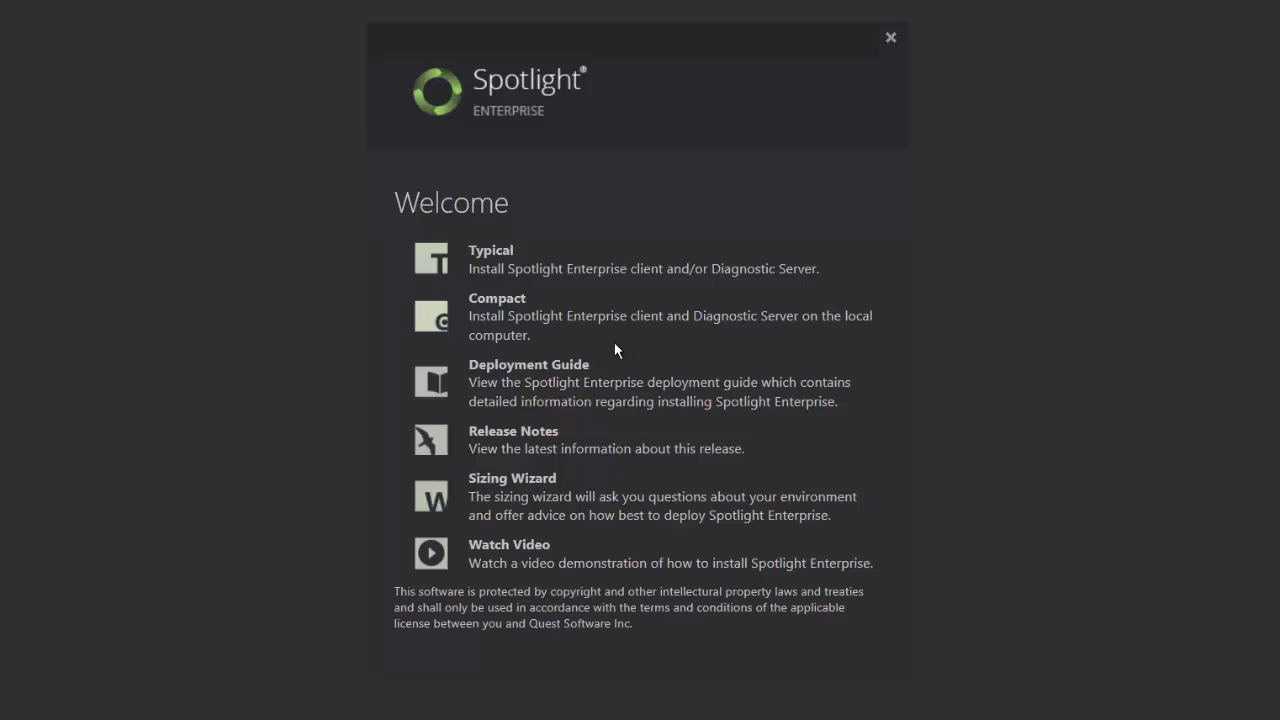 Spotlight®
ENTERPRISE
Welcome
Typical
Install Spotlight Enterprise client and/or Diagnostic Server.
Compact
Install Spotlight Enterprise client and Diagnostic Server on the local
computer.
Deployment Guide
View the Spotlight Enterprise deployment guide which contains
detailed information regarding installing Spotlight Enterprise.
Release Notes
View the latest information about this release.
Sizing Wizard
The sizing wizard will ask you questions about your environment
and offer advice on how best to deploy Spotlight Enterprise.
Watch Video
Watch a video demonstration of how to install Spotlight Enterprise.
This software is protected by copyright and other intellectual property laws and treaties
and shall only be used in accordance with the terms and conditions of the applicable
license between you and Quest Software Inc.